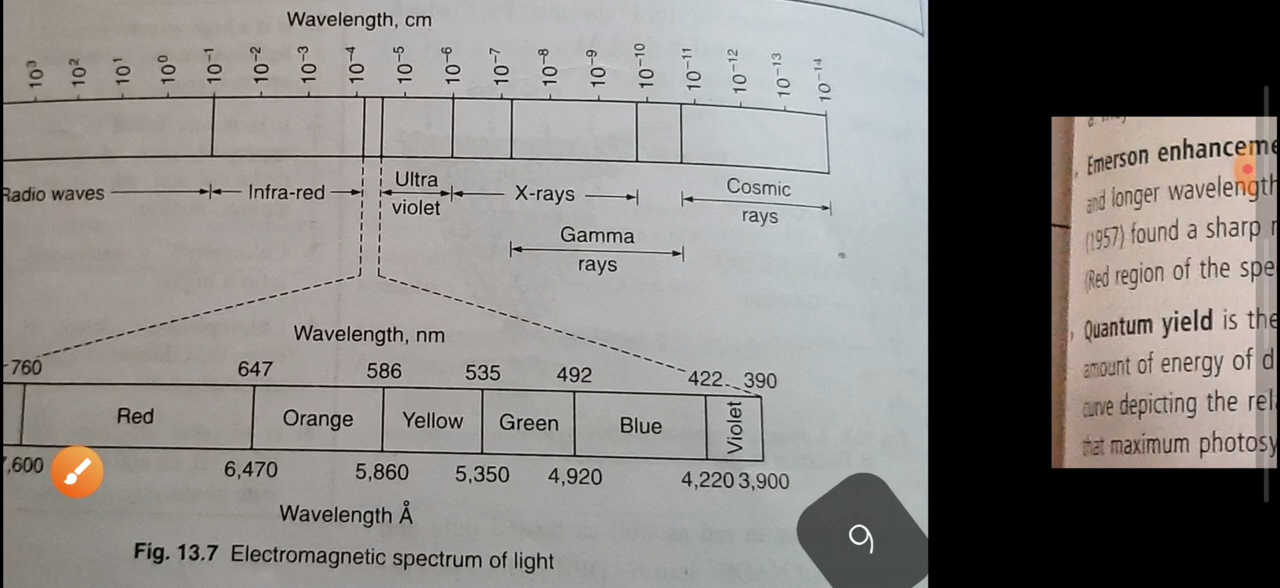 Wavelength, cm
10³ 10² 10¹ 10⁰ 10⁻¹ 10⁻² 10⁻³ 10⁻⁴ 10⁻⁵ 10⁻⁶ 10⁻⁷ 10⁻⁸ 10⁻⁹ 10⁻¹⁰ 10⁻¹¹ 10⁻¹² 10⁻¹³ 10⁻¹⁴
Radio waves Infra-red Ultra violet X-rays Cosmic rays
Gamma rays
Wavelength, nm
760 647 586 535 492 422 390
Red Orange Yellow Green Blue Violet
,600 6,470 5,860 5,350 4,920 4,220 3,900
Wavelength Å
Fig. 13.7 Electromagnetic spectrum of light
9
Emerson enhanceme
and longer wavelength
(1957) found a sharp
(Red region of the spe
Quantum yield is the
amount of energy of d
curve depicting the rel
that maximum photosy